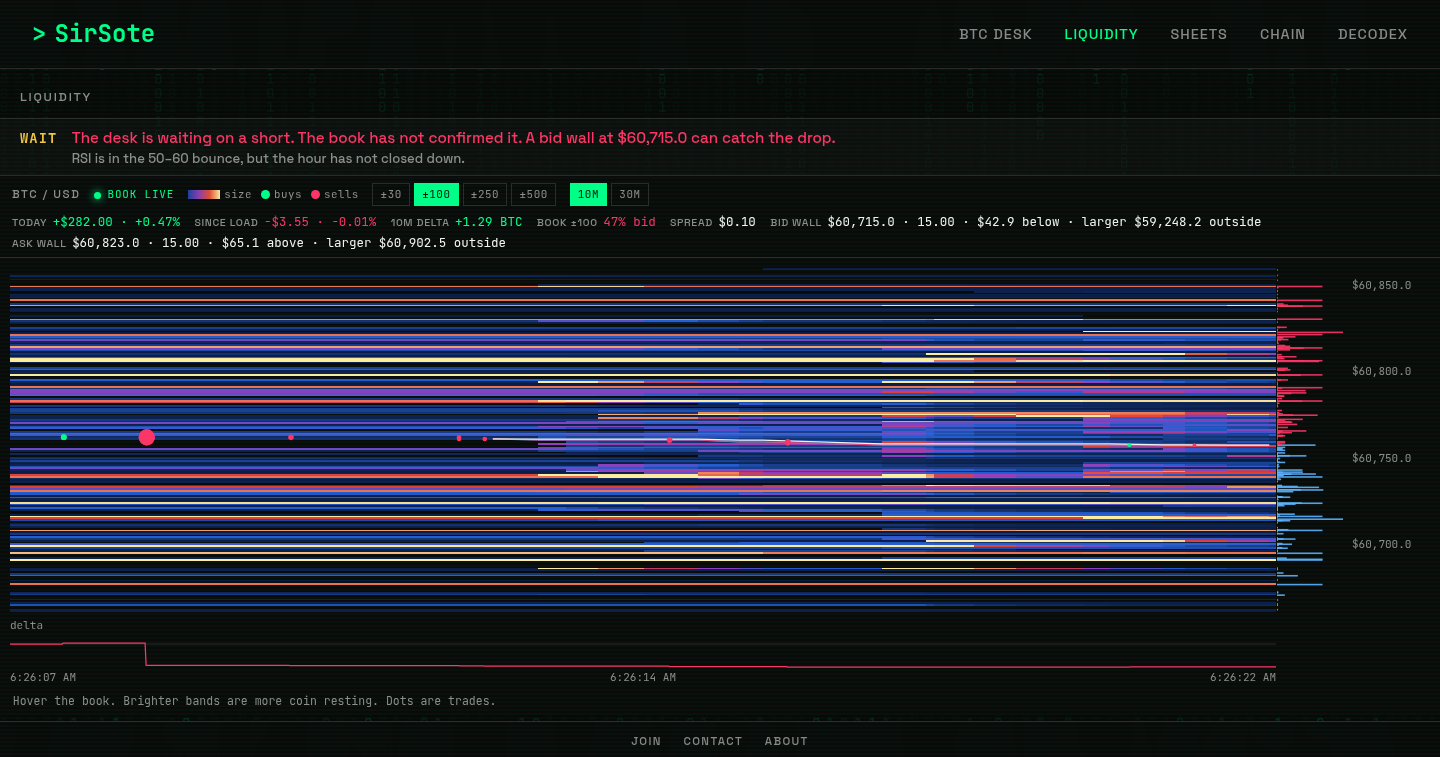 > SirSote
BTC DESK LIQUIDITY SHEETS CHAIN DECODEX
LIQUIDITY
WAIT The desk is waiting on a short. The book has not confirmed it. A bid wall at $60,715.0 can catch the drop.
RSI is in the 50–60 bounce, but the hour has not closed down.
BTC / USD BOOK LIVE size buys sells ±30 ±100 ±250 ±500 10M 30M
TODAY +$282.00 · +0.47% SINCE LOAD -$3.55 · -0.01% 10M DELTA +1.29 BTC BOOK ±100 47% bid SPREAD $0.10 BID WALL $60,715.0 · 15.00 · $42.9 below · larger $59,248.2 outside
ASK WALL $60,823.0 · 15.00 · $65.1 above · larger $60,902.5 outside
$60,850.0
$60,800.0
$60,750.0
$60,700.0
delta
6:26:07 AM 6:26:14 AM 6:26:22 AM
Hover the book. Brighter bands are more coin resting. Dots are trades.
JOIN CONTACT ABOUT